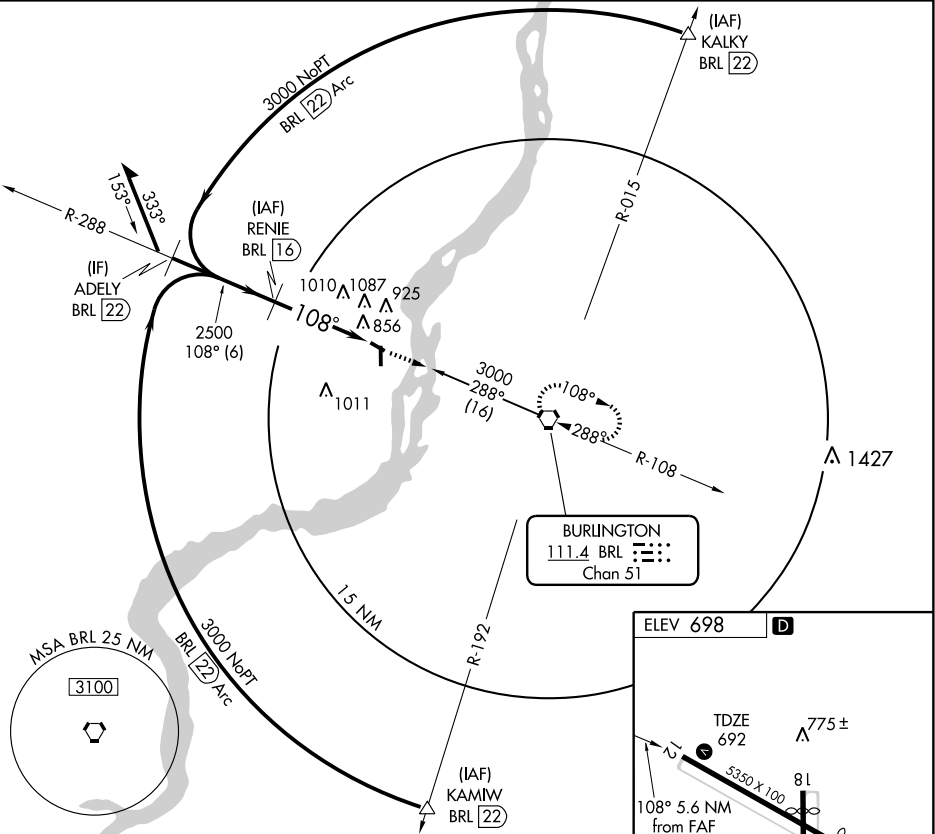 (IAF)
KALKY
BRL 22
3000 NoPT
BRL 22 Arc
R-015
153°
333°
R-288
(IAF)
RENIE
BRL 16
(IF)
ADELY
BRL 22
1010
1087
925
856
108°
2500
108° (6)
1011
3000
288°
(16)
108°
288°
R-108
1427
BURLINGTON
111.4 BRL
Chan 51
15 NM
R-192
3000 NoPT
BRL 22 Arc
MSA BRL 25 NM
3100
(IAF)
KAMIW
BRL 22
ELEV 698 D
TDZE
692
775 ±
V
12
5350 X 100
18
108° 5.6 NM
from FAF